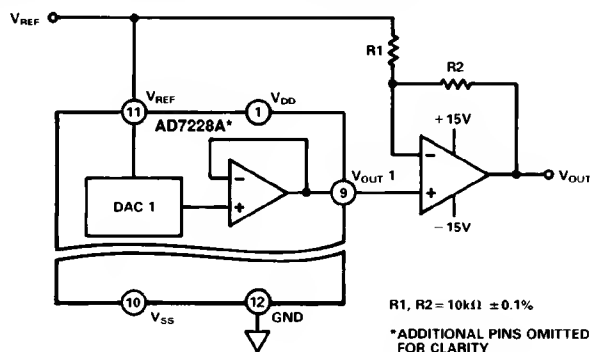 VREF
R1
R2
VREF
11
AD7228A*
1
VDD
+15V
DAC 1
-
+
VOUT 1
9
-
+
VOUT
-15V
10
VSS
12
GND
R1, R2 = 10kΩ ±0.1%
*ADDITIONAL PINS OMITTED
FOR CLARITY